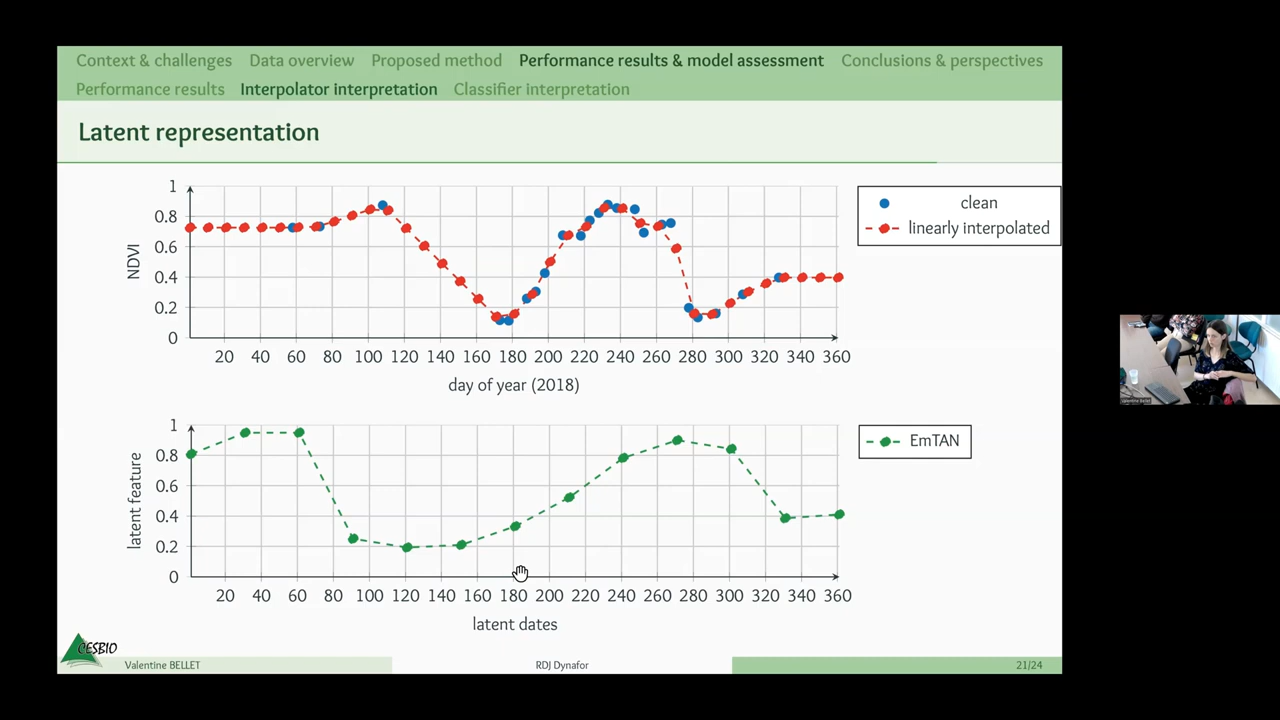 Context & challenges Data overview Proposed method Performance results & model assessment Conclusions & perspectives
Performance results Interpolator interpretation Classifier interpretation
Latent representation
1
0.8
0.6
0.4
0.2
0
NDVI
20 40 60 80 100 120 140 160 180 200 220 240 260 280 300 320 340 360
day of year (2018)
clean
linearly interpolated
1
0.8
0.6
0.4
0.2
0
latent feature
20 40 60 80 100 120 140 160 180 200 220 240 260 280 300 320 340 360
latent dates
EmTAN
Valentine Bellet
CESBIO
Valentine BELLET RDJ Dynafor 21/24